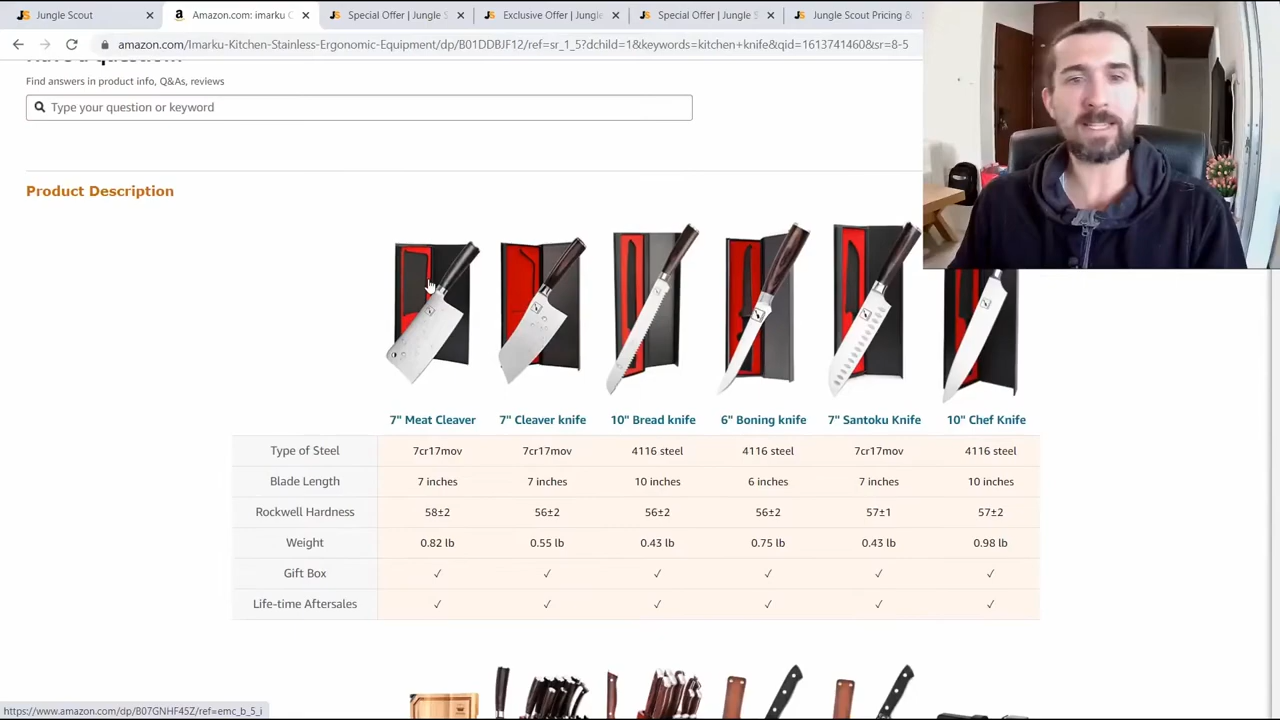 Jungle Scout
Amazon.com: imarku C
Special Offer | Jungle S
Exclusive Offer | Jungle
Special Offer | Jungle S
Jungle Scout Pricing &
amazon.com/Imarku-Kitchen-Stainless-Ergonomic-Equipment/dp/B01DDBJF12/ref=sr_1_5?dchild=1&keywords=kitchen+knife&qid=1613741460&sr=8-5
Have a question?
Find answers in product info, Q&As, reviews
Type your question or keyword
Product Description
7" Meat Cleaver 7" Cleaver knife 10" Bread knife 6" Boning knife 7" Santoku Knife 10" Chef Knife
Type of Steel 7cr17mov 7cr17mov 4116 steel 4116 steel 7cr17mov 4116 steel
Blade Length 7 inches 7 inches 10 inches 6 inches 7 inches 10 inches
Rockwell Hardness 58±2 56±2 56±2 56±2 57±1 57±2
Weight 0.82 lb 0.55 lb 0.43 lb 0.75 lb 0.43 lb 0.98 lb
Gift Box ✓ ✓ ✓ ✓ ✓ ✓
Life-time Aftersales ✓ ✓ ✓ ✓ ✓ ✓
https://www.amazon.com/dp/B07GNHF45Z/ref=emc_b_5_i